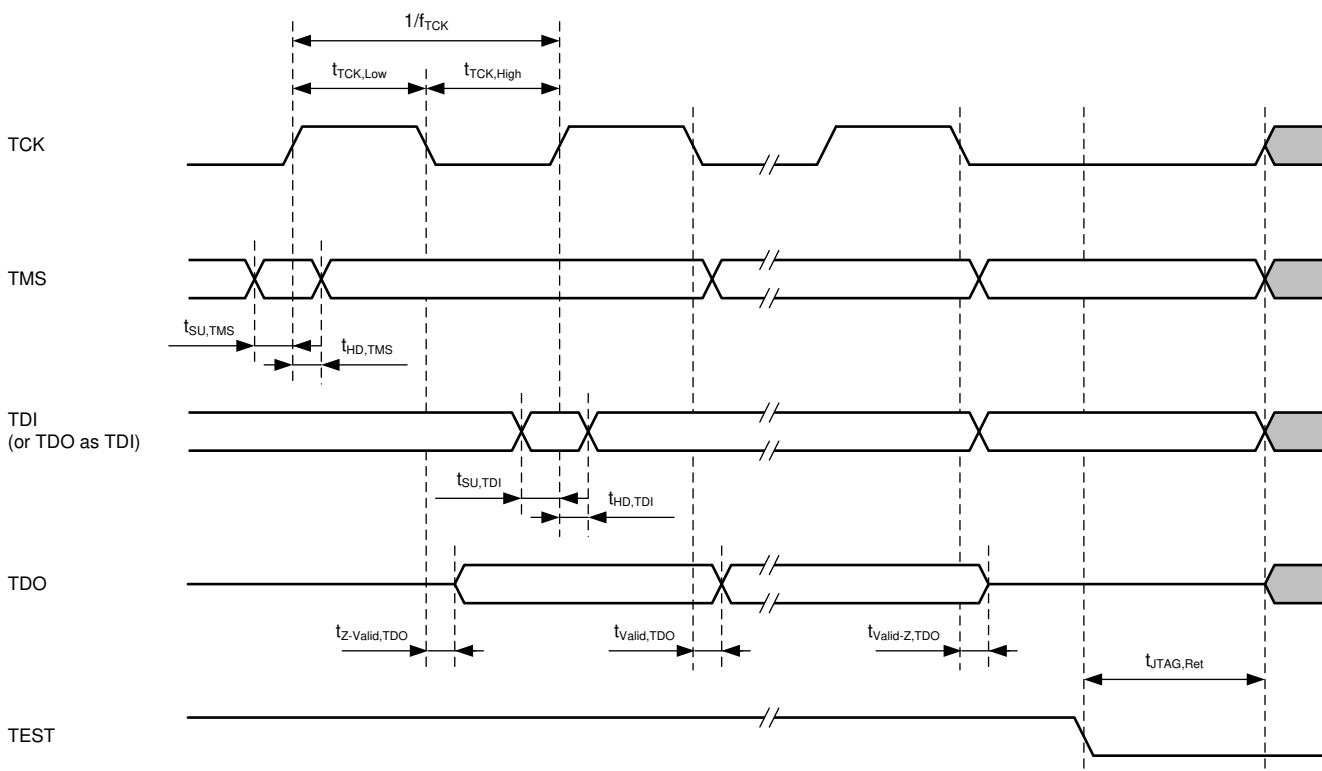 1/fTCK
tTCK,Low tTCK,High
TCK
TMS
tSU,TMS
tHD,TMS
TDI
(or TDO as TDI)
tSU,TDI
tHD,TDI
TDO
tZ-Valid,TDO tValid,TDO tValid-Z,TDO
tJTAG,Ret
TEST